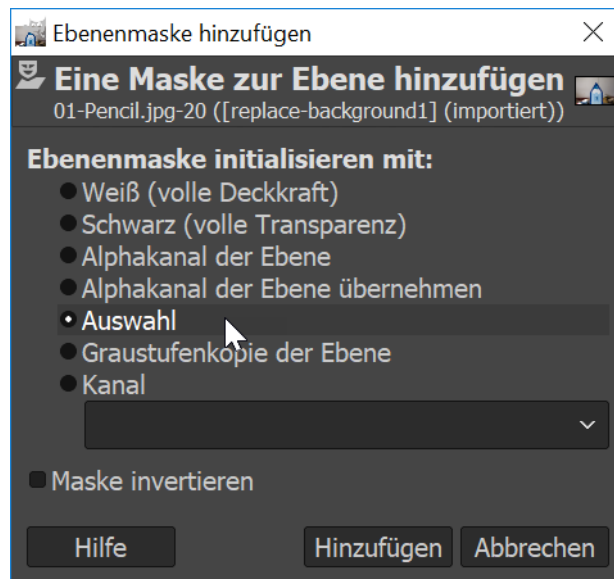 Ebenenmaske hinzufügen
Eine Maske zur Ebene hinzufügen
01-Pencil.jpg-20 ([replace-background1] (importiert))
Ebenenmaske initialisieren mit:
Weiß (volle Deckkraft)
Schwarz (volle Transparenz)
Alphakanal der Ebene
Alphakanal der Ebene übernehmen
Auswahl
Graustufenkopie der Ebene
Kanal
Maske invertieren
Hilfe Hinzufügen Abbrechen